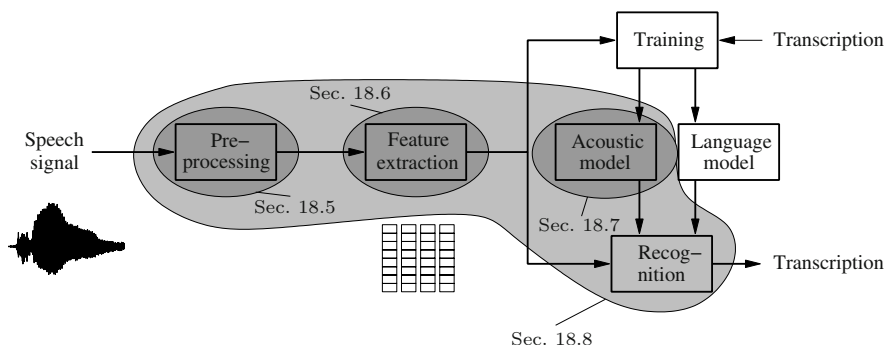 Training
Transcription
Sec. 18.6
Speech
signal
Pre–
processing
Feature
extraction
Acoustic
model
Language
model
Sec. 18.5
Sec. 18.7
Recog–
nition
Transcription
Sec. 18.8